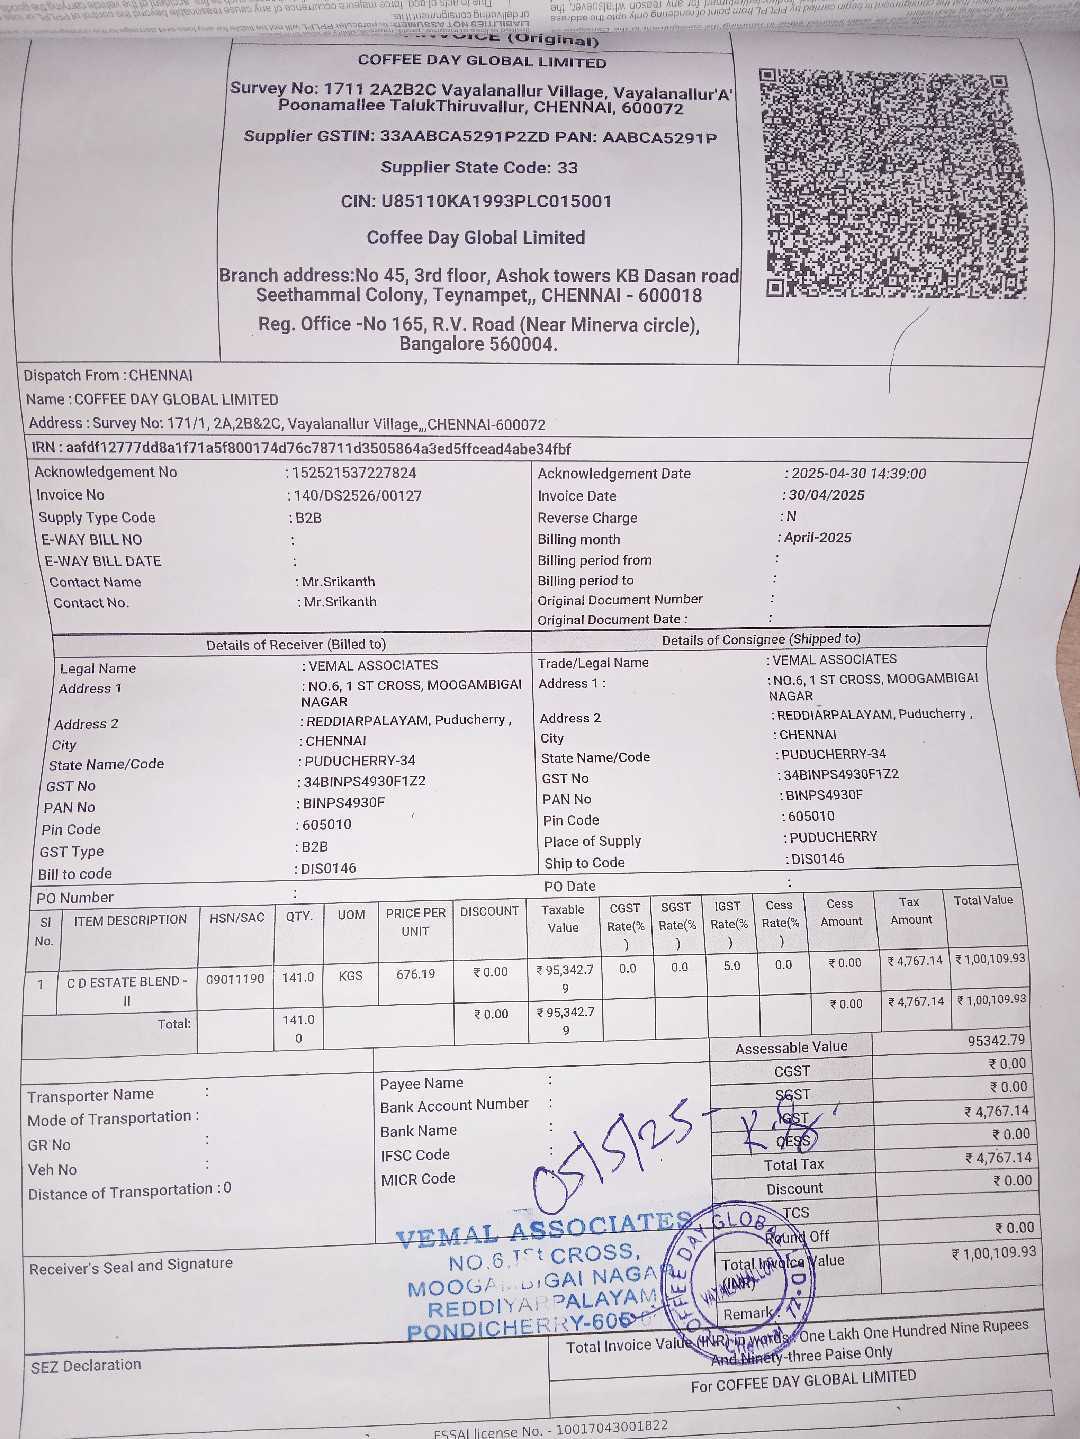 INVOICE (Original)
COFFEE DAY GLOBAL LIMITED
Survey No: 1711 2A2B2C Vayalanallur Village, Vayalanallur'A'
Poonamallee TalukThiruvallur, CHENNAI, 600072
Supplier GSTIN: 33AABCA5291P2ZD PAN: AABCA5291P
Supplier State Code: 33
CIN: U85110KA1993PLC015001
Coffee Day Global Limited
Branch address:No 45, 3rd floor, Ashok towers KB Dasan road
Seethammal Colony, Teynampet,, CHENNAI - 600018
Reg. Office -No 165, R.V. Road (Near Minerva circle),
Bangalore 560004.
Dispatch From : CHENNAI
Name : COFFEE DAY GLOBAL LIMITED
Address : Survey No: 171/1, 2A,2B&2C, Vayalanallur Village,,,CHENNAI-600072
IRN : aafdf12777dd8a1f71a5f800174d76c78711d3505864a3ed5ffcead4abe34fbf
Acknowledgement No : 152521537227824 Acknowledgement Date : 2025-04-30 14:39:00
Invoice No : 140/DS2526/00127 Invoice Date : 30/04/2025
Supply Type Code : B2B Reverse Charge : N
E-WAY BILL NO : Billing month : April-2025
E-WAY BILL DATE : Billing period from :
Contact Name : Mr.Srikanth Billing period to :
Contact No. : Mr.Srikanth Original Document Number :
Original Document Date : :
Details of Receiver (Billed to) Details of Consignee (Shipped to)
Legal Name : VEMAL ASSOCIATES Trade/Legal Name : VEMAL ASSOCIATES
Address 1 : NO.6, 1 ST CROSS, MOOGAMBIGAI Address 1 : : NO.6, 1 ST CROSS, MOOGAMBIGAI
NAGAR NAGAR
Address 2 : REDDIARPALAYAM, Puducherry , Address 2 : REDDIARPALAYAM, Puducherry ,
City : CHENNAI City : CHENNAI
State Name/Code : PUDUCHERRY-34 State Name/Code : PUDUCHERRY-34
GST No : 34BINPS4930F1Z2 GST No : 34BINPS4930F1Z2
PAN No : BINPS4930F PAN No : BINPS4930F
Pin Code : 605010 Pin Code : 605010
GST Type : B2B Place of Supply : PUDUCHERRY
Bill to code : DIS0146 Ship to Code : DIS0146
PO Number : PO Date :
SI No. ITEM DESCRIPTION HSN/SAC QTY. UOM PRICE PER UNIT DISCOUNT Taxable Value CGST Rate(%) SGST Rate(%) IGST Rate(%) Cess Rate(%) Cess Amount Tax Amount Total Value
1 C D ESTATE BLEND - II 09011190 141.0 KGS 676.19 ₹ 0.00 ₹ 95,342.79 0.0 0.0 5.0 0.0 ₹ 0.00 ₹ 4,767.14 ₹ 1,00,109.93
Total: 141.00 ₹ 0.00 ₹ 95,342.79 ₹ 0.00 ₹ 4,767.14 ₹ 1,00,109.93
Assessable Value 95342.79
CGST ₹ 0.00
SGST ₹ 0.00
IGST ₹ 4,767.14
CESS ₹ 0.00
Total Tax ₹ 4,767.14
Discount ₹ 0.00
TCS
Round Off ₹ 0.00
Total Invoice Value (INR) ₹ 1,00,109.93
Remark :
Transporter Name :
Mode of Transportation :
GR No :
Veh No :
Distance of Transportation : 0
Payee Name :
Bank Account Number :
Bank Name :
IFSC Code :
MICR Code
05/5/25
Receiver's Seal and Signature
VEMAL ASSOCIATES
NO.6,1St CROSS,
NAGAR
REDDIYARPALAYAM
COFFEE DAY GLOBAL
Total Invoice Value (INR) in words : One Lakh One Hundred Nine Rupees
And Ninety-three Paise Only
SEZ Declaration
For COFFEE DAY GLOBAL LIMITED
FSSAI license No. - 10017043001822